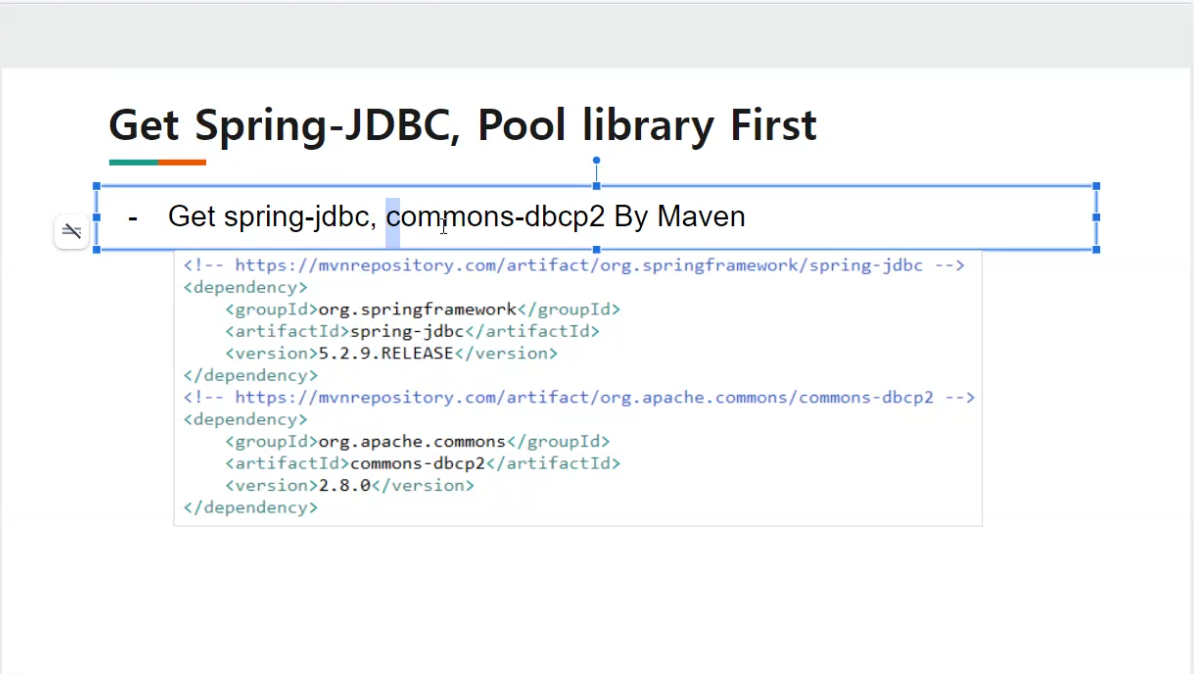 Get Spring-JDBC, Pool library First
- Get spring-jdbc, commons-dbcp2 By Maven
<!-- https://mvnrepository.com/artifact/org.springframework/spring-jdbc -->
<dependency>
    <groupId>org.springframework</groupId>
    <artifactId>spring-jdbc</artifactId>
    <version>5.2.9.RELEASE</version>
</dependency>
<!-- https://mvnrepository.com/artifact/org.apache.commons/commons-dbcp2 -->
<dependency>
    <groupId>org.apache.commons</groupId>
    <artifactId>commons-dbcp2</artifactId>
    <version>2.8.0</version>
</dependency>